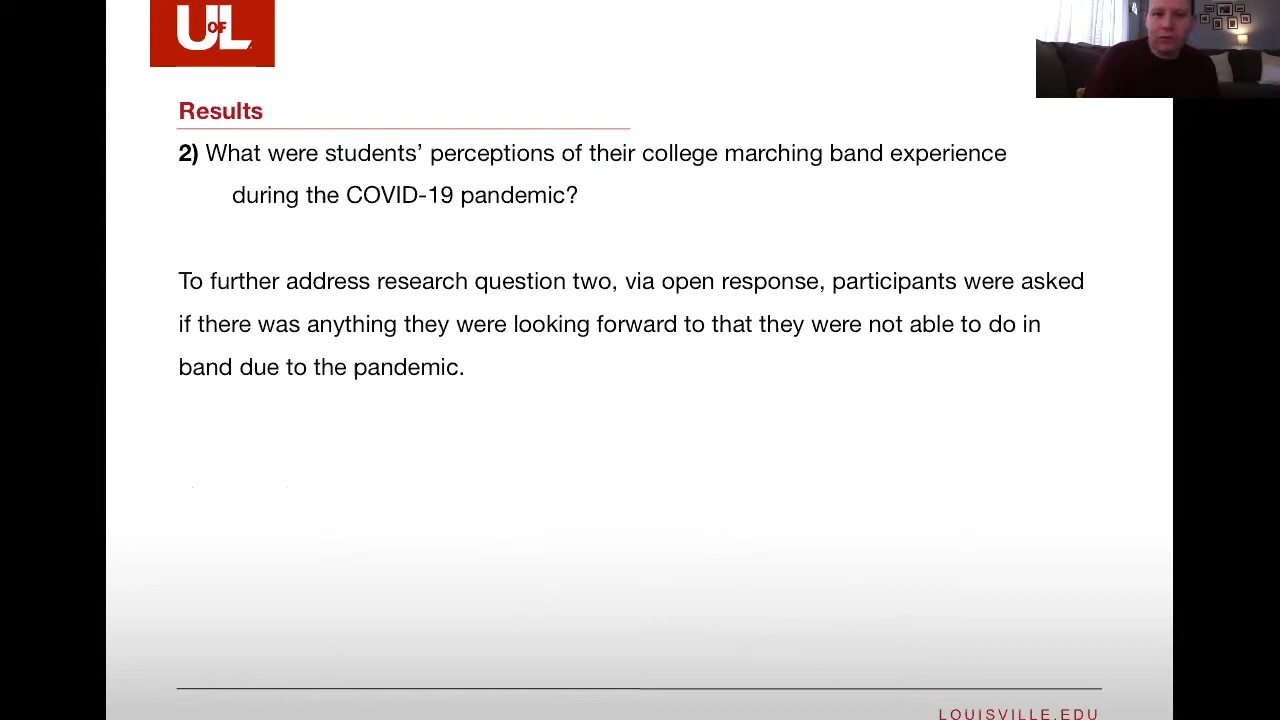 U OF L
Results
2) What were students’ perceptions of their college marching band experience
during the COVID-19 pandemic?
To further address research question two, via open response, participants were asked
if there was anything they were looking forward to that they were not able to do in
band due to the pandemic.
LOUISVILLE.EDU